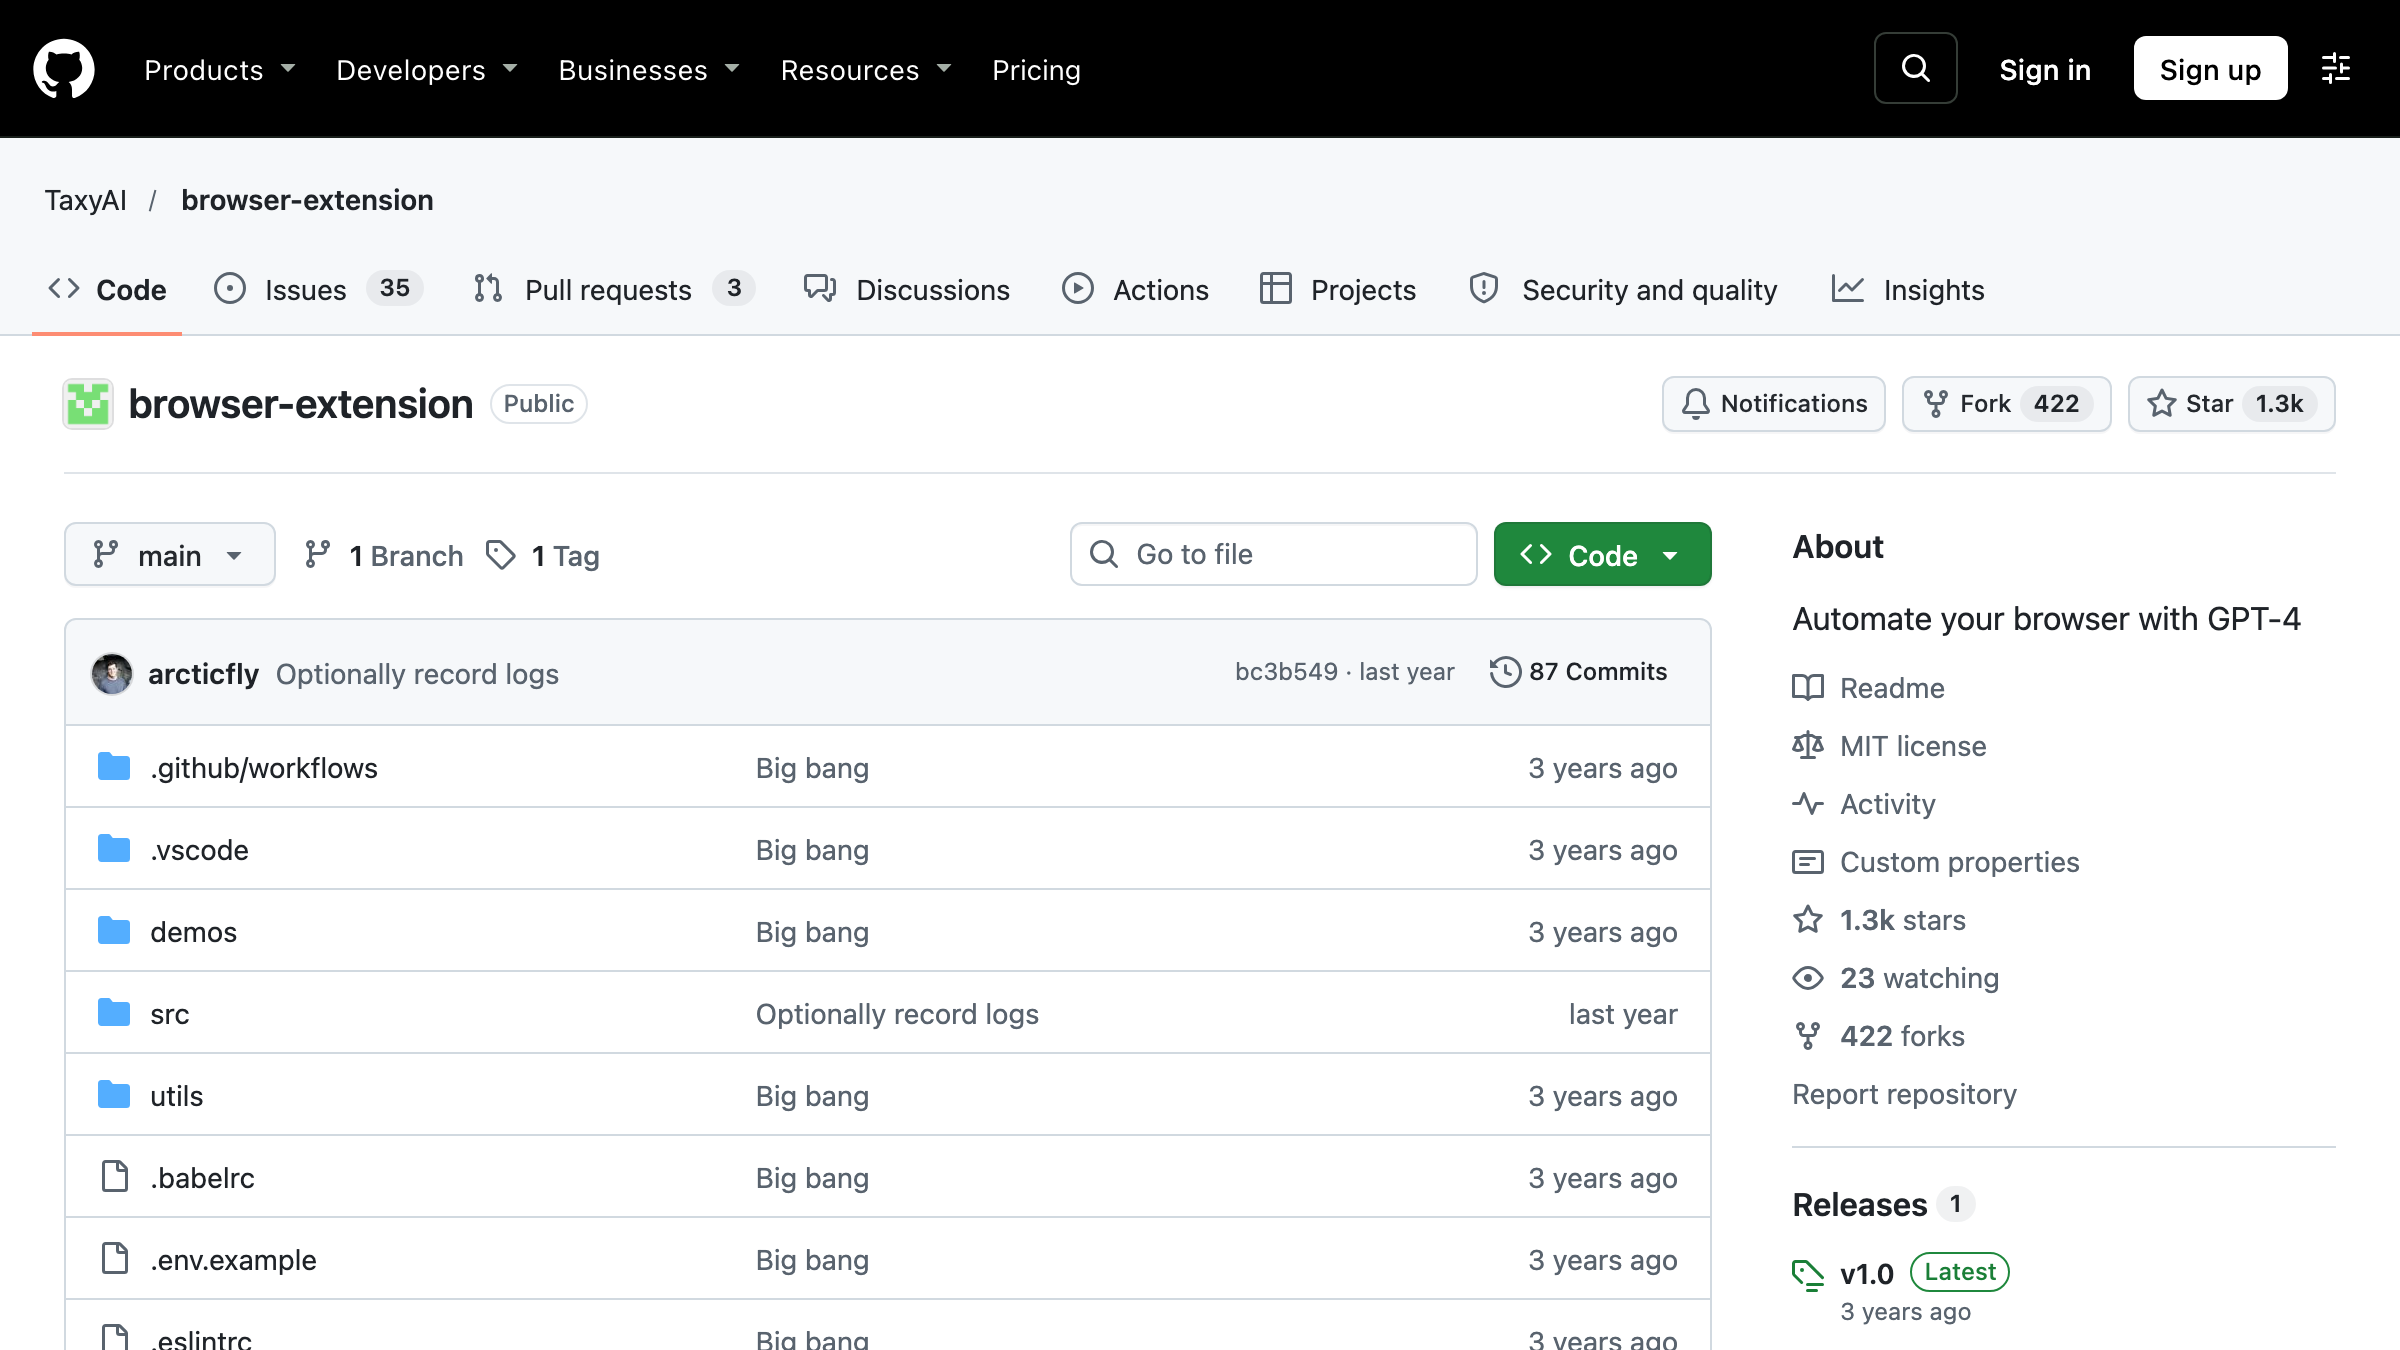 Products Developers Businesses Resources Pricing Sign in Sign up
TaxyAI / browser-extension
Code Issues 35 Pull requests 3 Discussions Actions Projects Security and quality Insights
browser-extension Public Notifications Fork 422 Star 1.3k
main 1 Branch 1 Tag Go to file Code
arcticfly Optionally record logs bc3b549 · last year 87 Commits
.github/workflows Big bang 3 years ago
.vscode Big bang 3 years ago
demos Big bang 3 years ago
src Optionally record logs last year
utils Big bang 3 years ago
.babelrc Big bang 3 years ago
.env.example Big bang 3 years ago
.eslintrc Big bang 3 years ago
About
Automate your browser with GPT-4
Readme
MIT license
Activity
Custom properties
1.3k stars
23 watching
422 forks
Report repository
Releases 1
v1.0 Latest
3 years ago